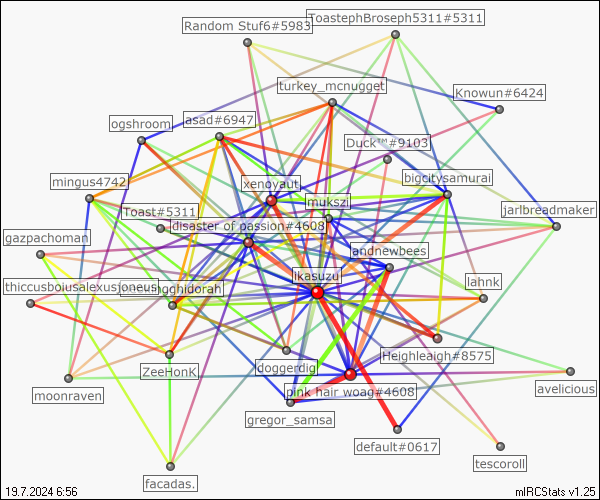 ToastephBroseph5311#5311
Random Stuf6#5983
turkey_mcnugget
Knowun#6424
ogshroom
asad#6947
Duck™#9103
mingus4742
xenoyaut
bigcitysamurai
mukszi
Toast#5311
jarlbreadmaker
disaster of passion#4608
gazpachoman
andnewbees
ikasuzu
lahnk
thiccusboiusalexusjoneus
ghidorah
Heighleaigh#8575
doggerdig
ZeeHonK
moonraven
pink hair woag#4608
avelicious
gregor_samsa
default#0617
tescoroll
facadas.
19.7.2024 6:56
mIRCStats v1.25